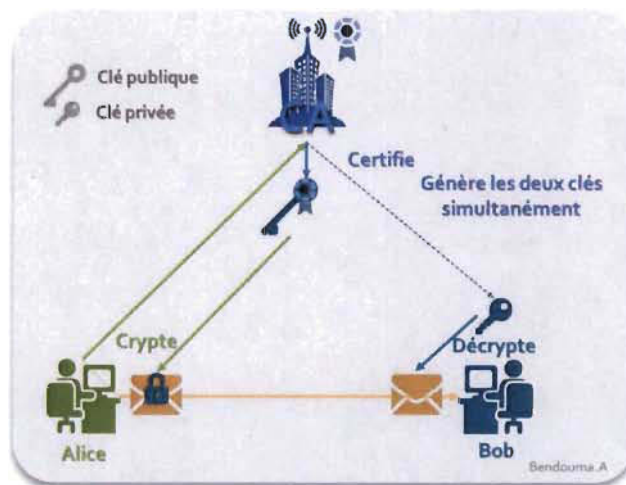 Clé publique
Clé privée
CA
Certifie
Génère les deux clés
simultanément
Crypte
Décrypte
Alice
Bob
Bendouma.A